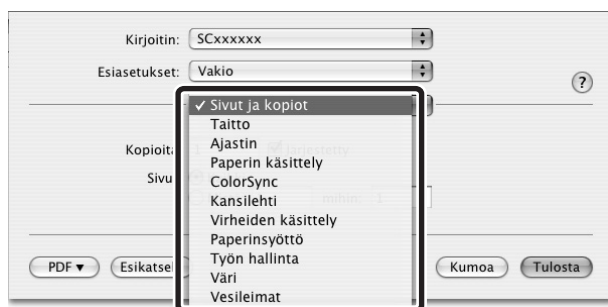 Kirjoitin: SCxxxxxx
Esiasetukset: Vakio
?
✓ Sivut ja kopiot
Taitto
Ajastin
Kopioit
Paperin käsittely
Sivu
ColorSync
Kansilehti
Virheiden käsittely
Paperinsyöttö
Työn hallinta
Väri
Vesileimat
PDF ▼
Esikatsel
Kumoa
Tulosta